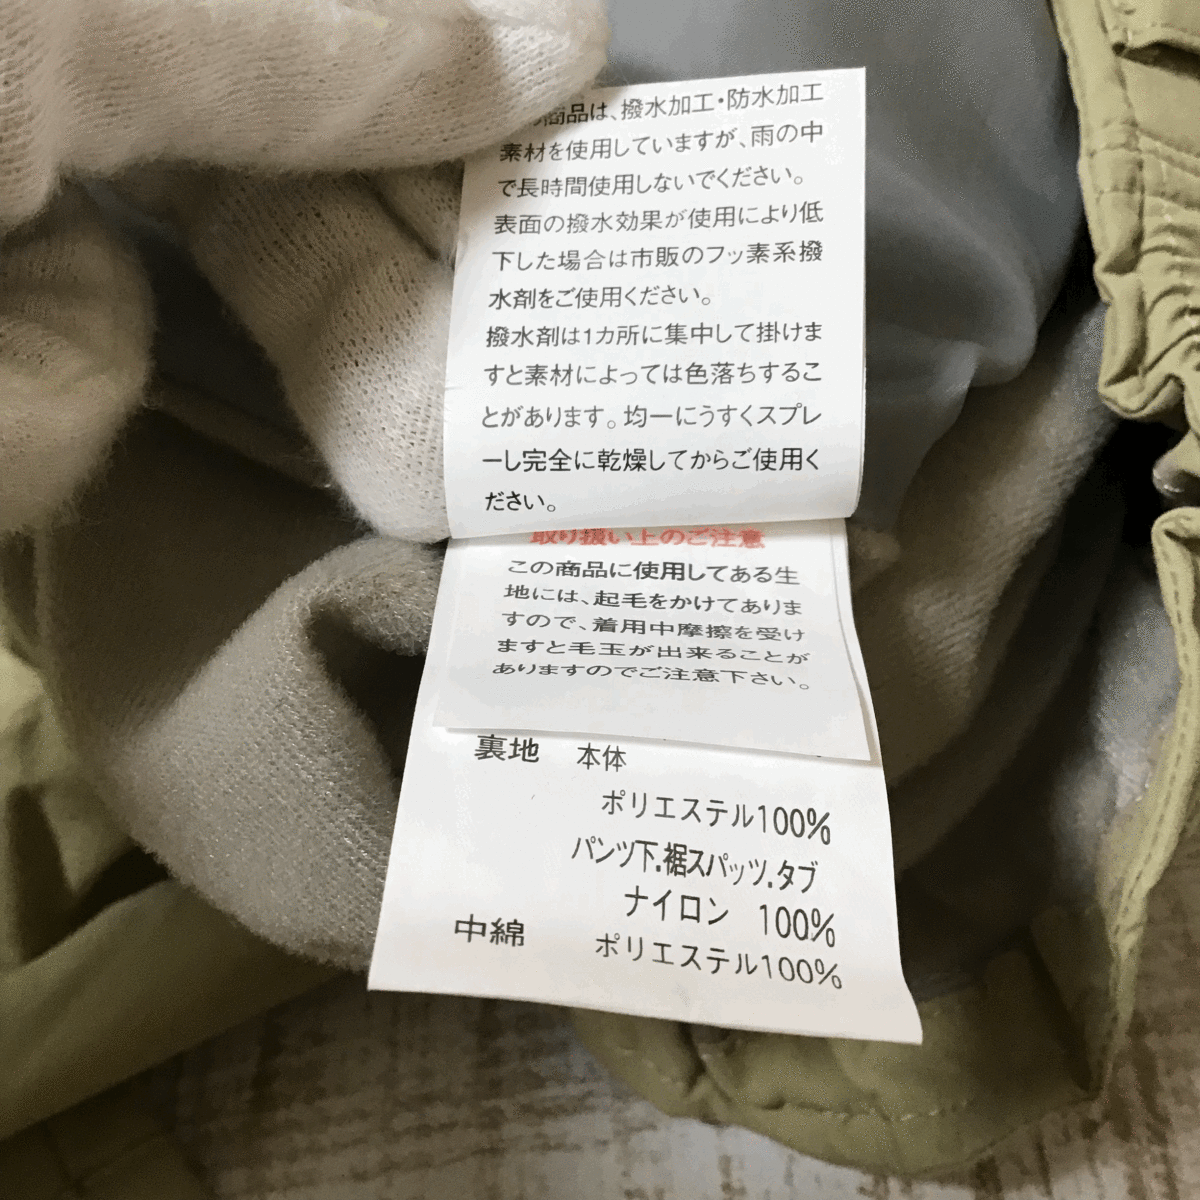 商品は、撥水加工・防水加工
素材を使用していますが、雨の中
で長時間使用しないでください。
表面の撥水効果が使用により低
下した場合は市販のフッ素系撥
水剤をご使用ください。
撥水剤は1カ所に集中して掛けま
すと素材によっては色落ちするこ
とがあります。均一にうすくスプレ
ーし完全に乾燥してからご使用く
ださい。
取り扱い上のご注意
この商品に使用してある生
地には、起毛をかけてありま
すので、着用中摩擦を受け
ますと毛玉が出来ることが
ありますのでご注意下さい。
裏地 本体
ポリエステル100%
パンツ下.裾スパッツ.タブ
ナイロン 100%
中綿 ポリエステル100%